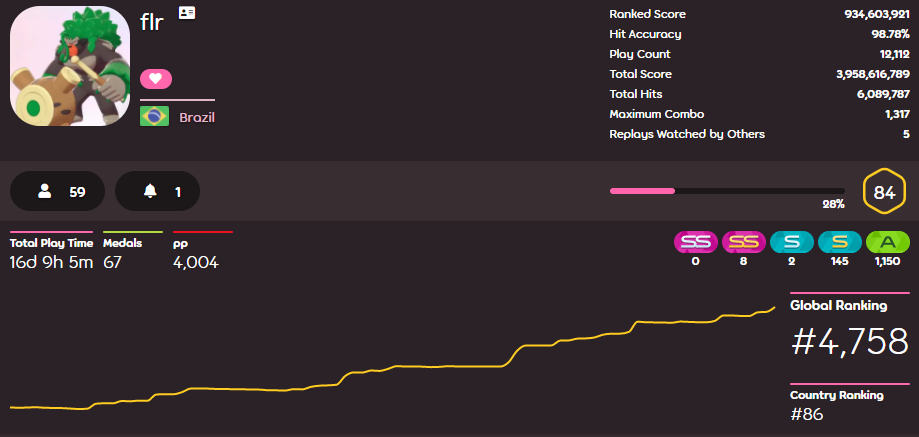 flr
Brazil
Ranked Score 934,603,921
Hit Accuracy 98.78%
Play Count 12,112
Total Score 3,958,616,789
Total Hits 6,089,787
Maximum Combo 1,317
Replays Watched by Others 5
59 1
28% 84
Total Play Time Medals pp
16d 9h 5m 67 4,004
SS SS S S A
0 8 2 145 1,150
Global Ranking
#4,758
Country Ranking
#86